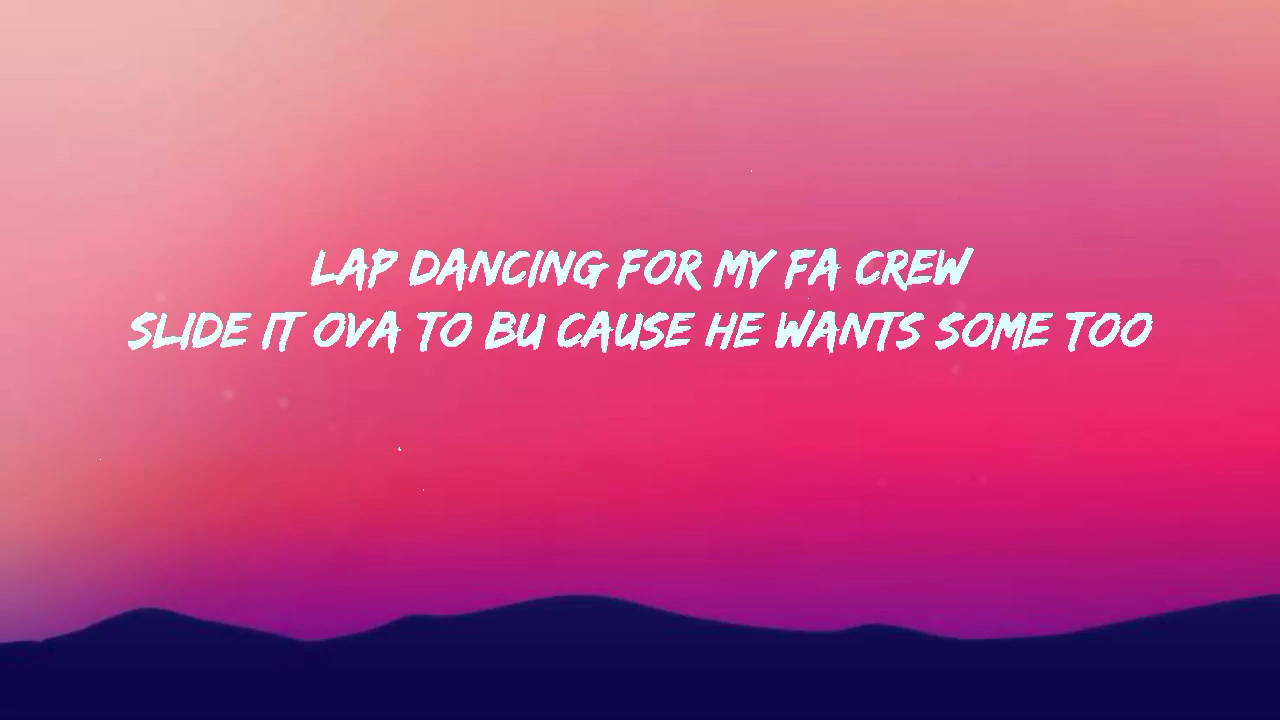 LAP DANCING FOR MY FA CREW
SLIDE IT OVA TO BU CAUSE HE WANTS SOME TOO